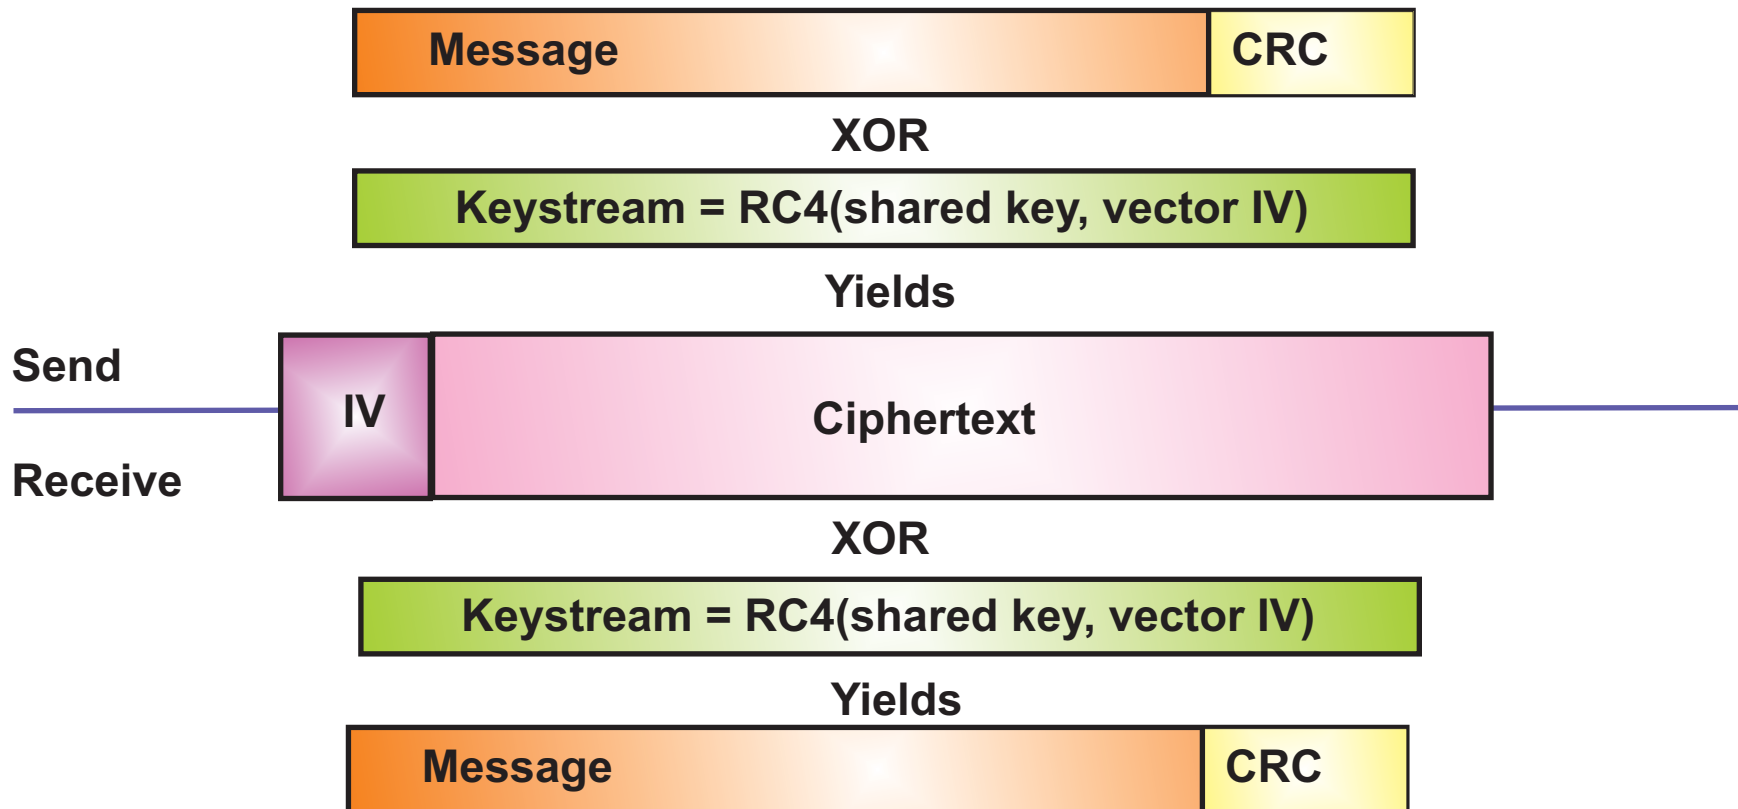 Message CRC
XOR
Keystream = RC4(shared key, vector IV)
Yields
Send
IV Ciphertext
Receive
XOR
Keystream = RC4(shared key, vector IV)
Yields
Message CRC